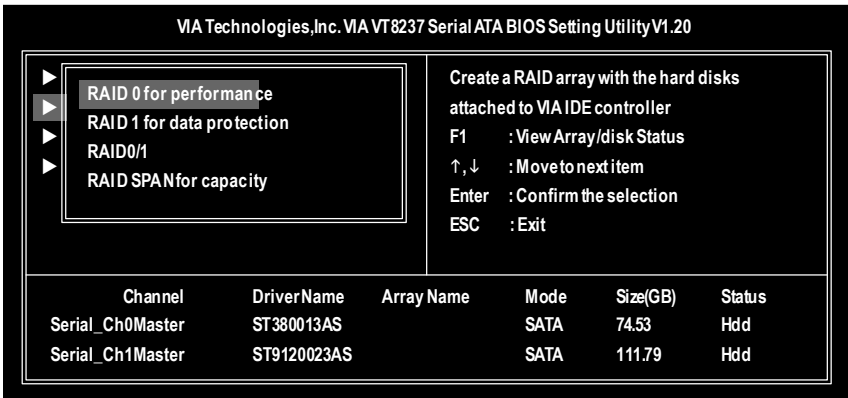 VIA Technologies,Inc. VIA VT8237 Serial ATA BIOS Setting Utility V1.20
RAID 0 for performance
RAID 1 for data protection
RAID0/1
RAID SPAN for capacity
Create a RAID array with the hard disks
attached to VIA IDE controller
F1 : View Array/disk Status
↑,↓ : Move to next item
Enter : Confirm the selection
ESC : Exit
Channel Driver Name Array Name Mode Size(GB) Status
Serial_Ch0Master ST380013AS SATA 74.53 Hdd
Serial_Ch1Master ST9120023AS SATA 111.79 Hdd